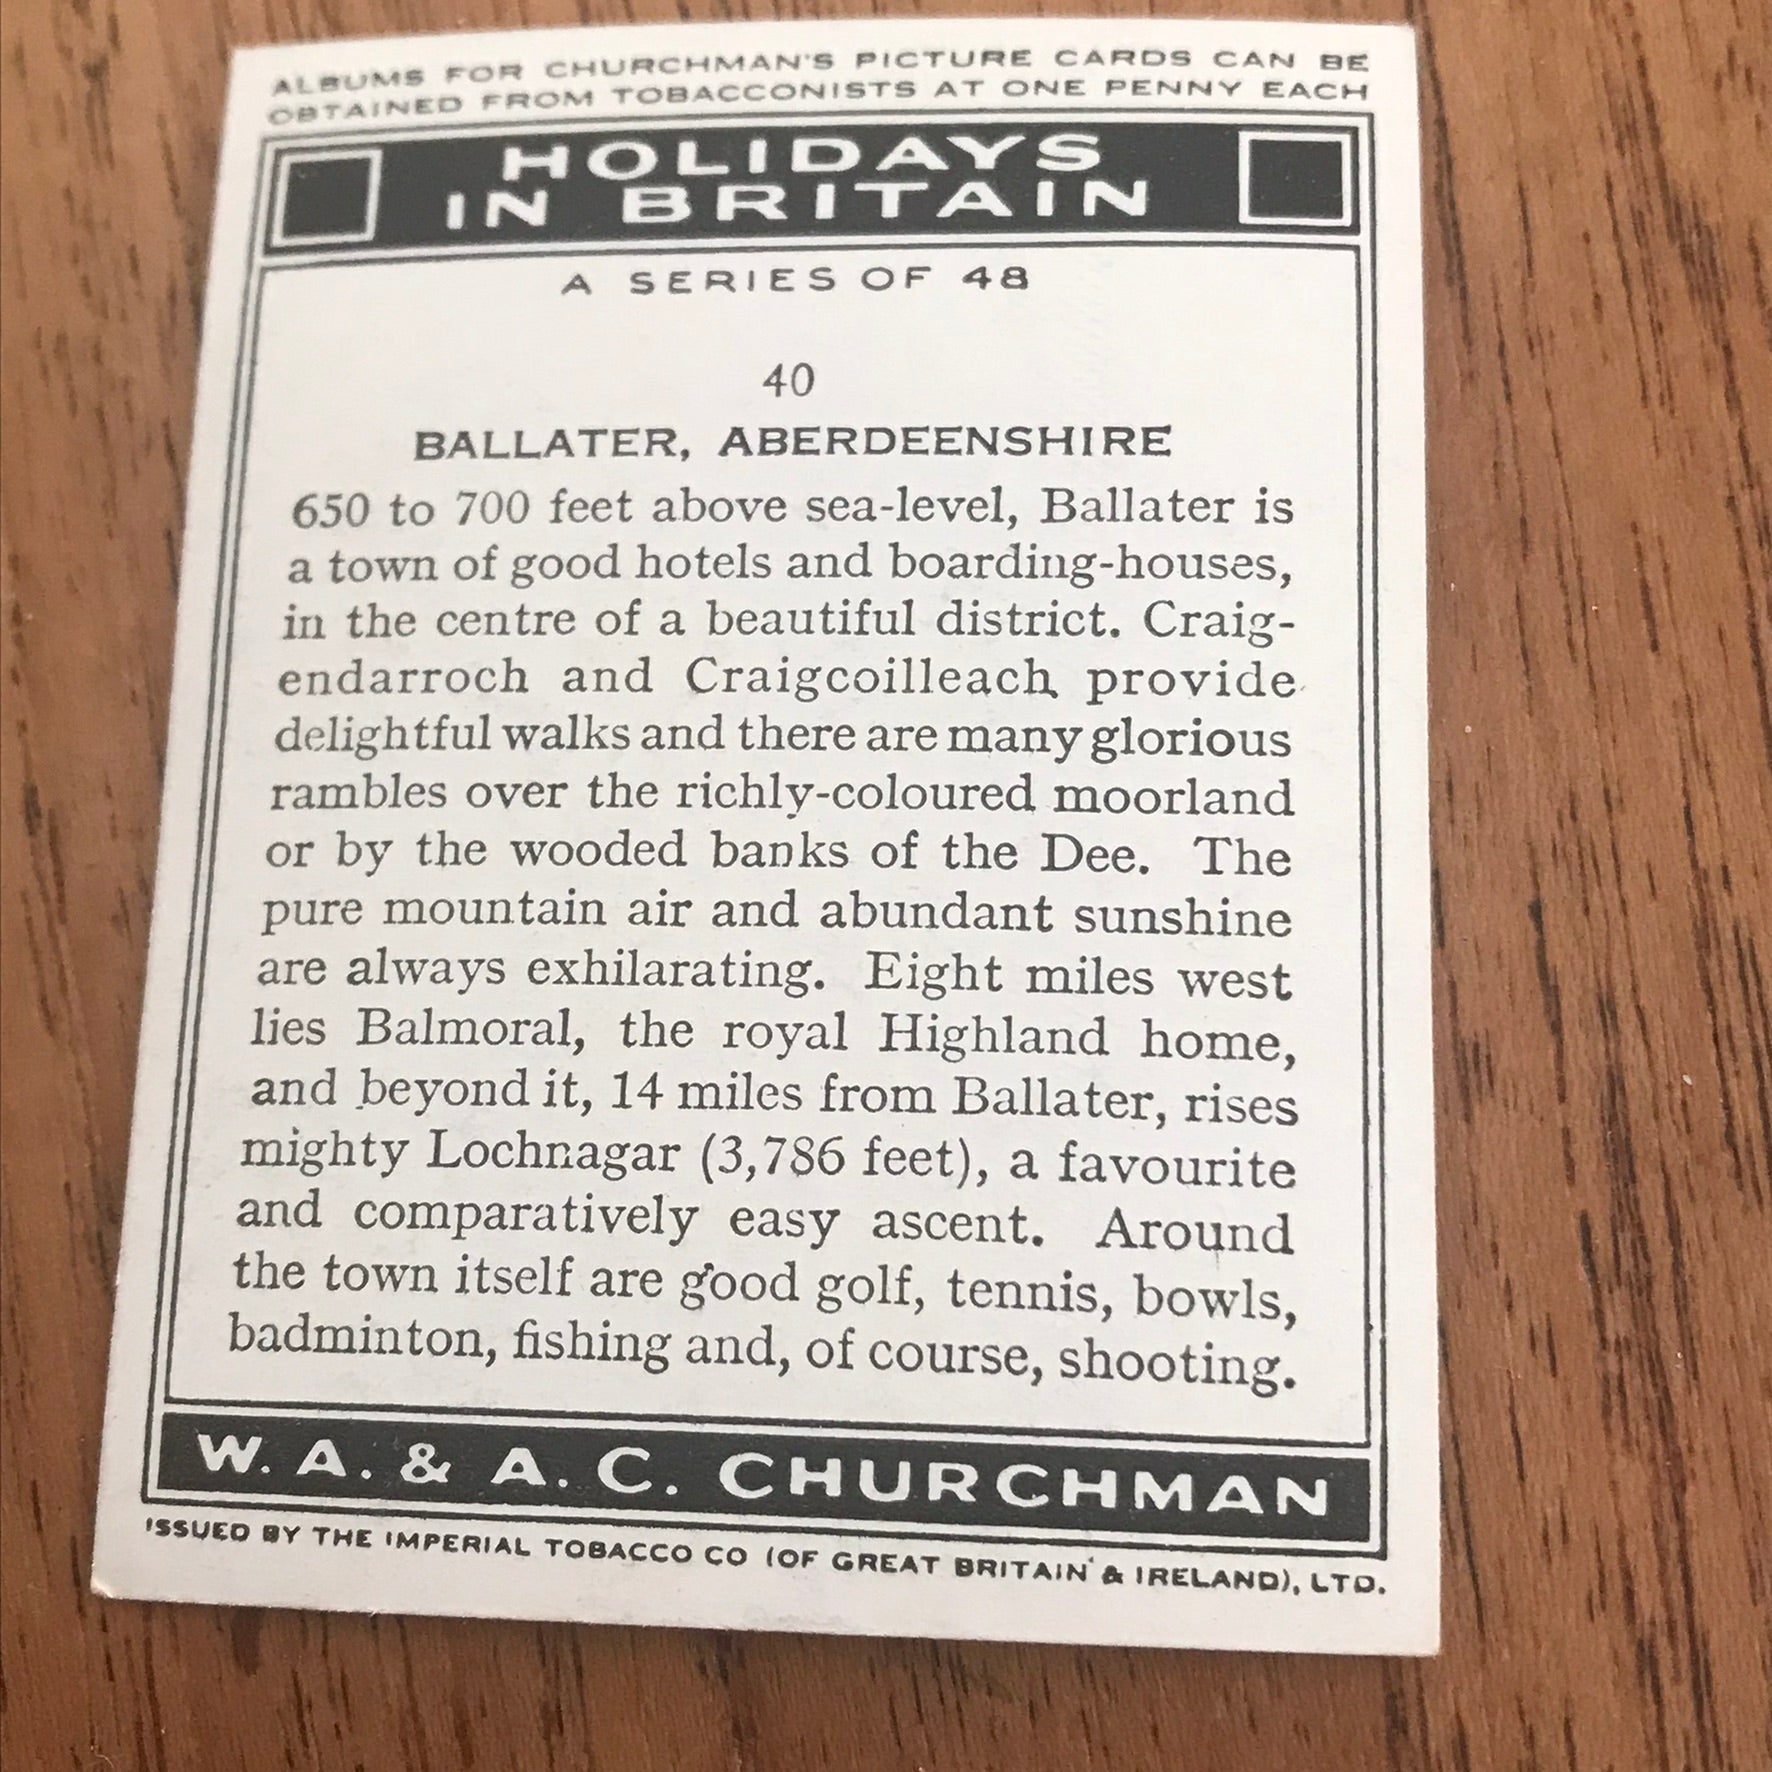 ALBUMS FOR CHURCHMAN'S PICTURE CARDS CAN BE
OBTAINED FROM TOBACCONISTS AT ONE PENNY EACH
HOLIDAYS
IN BRITAIN
A SERIES OF 48
40
BALLATER, ABERDEENSHIRE
650 to 700 feet above sea-level, Ballater is
a town of good hotels and boarding-houses,
in the centre of a beautiful district. Craig-
endarroch and Craigcoilleach provide
delightful walks and there are many glorious
rambles over the richly-coloured moorland
or by the wooded banks of the Dee. The
pure mountain air and abundant sunshine
are always exhilarating. Eight miles west
lies Balmoral, the royal Highland home,
and beyond it, 14 miles from Ballater, rises
mighty Lochnagar (3,786 feet), a favourite
and comparatively easy ascent. Around
the town itself are good golf, tennis, bowls,
badminton, fishing and, of course, shooting.
W. A. & A. C. CHURCHMAN
ISSUED BY THE IMPERIAL TOBACCO CO (OF GREAT BRITAIN & IRELAND), LTD.